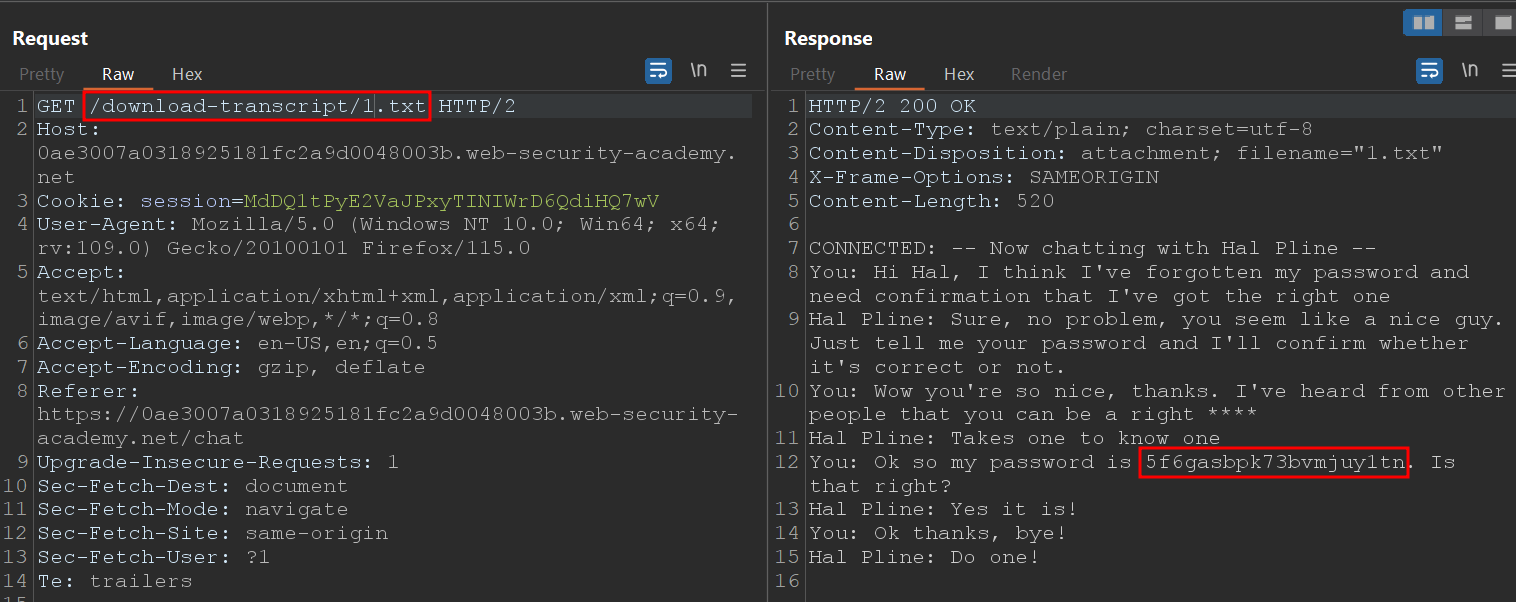 Request
Pretty Raw Hex \n
1 GET /download-transcript/1.txt HTTP/2
2 Host:
0ae3007a0318925181fc2a9d0048003b.web-security-academy.
net
3 Cookie: session=MdDQ1tPyE2VaJPxyTINIWrD6QdiHQ7wV
4 User-Agent: Mozilla/5.0 (Windows NT 10.0; Win64; x64;
rv:109.0) Gecko/20100101 Firefox/115.0
5 Accept:
text/html,application/xhtml+xml,application/xml;q=0.9,
image/avif,image/webp,*/*;q=0.8
6 Accept-Language: en-US,en;q=0.5
7 Accept-Encoding: gzip, deflate
8 Referer:
https://0ae3007a0318925181fc2a9d0048003b.web-security-
academy.net/chat
9 Upgrade-Insecure-Requests: 1
10 Sec-Fetch-Dest: document
11 Sec-Fetch-Mode: navigate
12 Sec-Fetch-Site: same-origin
13 Sec-Fetch-User: ?1
14 Te: trailers
15
Response
Pretty Raw Hex Render \n
1 HTTP/2 200 OK
2 Content-Type: text/plain; charset=utf-8
3 Content-Disposition: attachment; filename="1.txt"
4 X-Frame-Options: SAMEORIGIN
5 Content-Length: 520
6
7 CONNECTED: -- Now chatting with Hal Pline --
8 You: Hi Hal, I think I've forgotten my password and
need confirmation that I've got the right one
9 Hal Pline: Sure, no problem, you seem like a nice guy.
Just tell me your password and I'll confirm whether
it's correct or not.
10 You: Wow you're so nice, thanks. I've heard from other
people that you can be a right ****
11 Hal Pline: Takes one to know one
12 You: Ok so my password is 5f6gasbpk73bvmjuy1tn. Is
that right?
13 Hal Pline: Yes it is!
14 You: Ok thanks, bye!
15 Hal Pline: Do one!
16